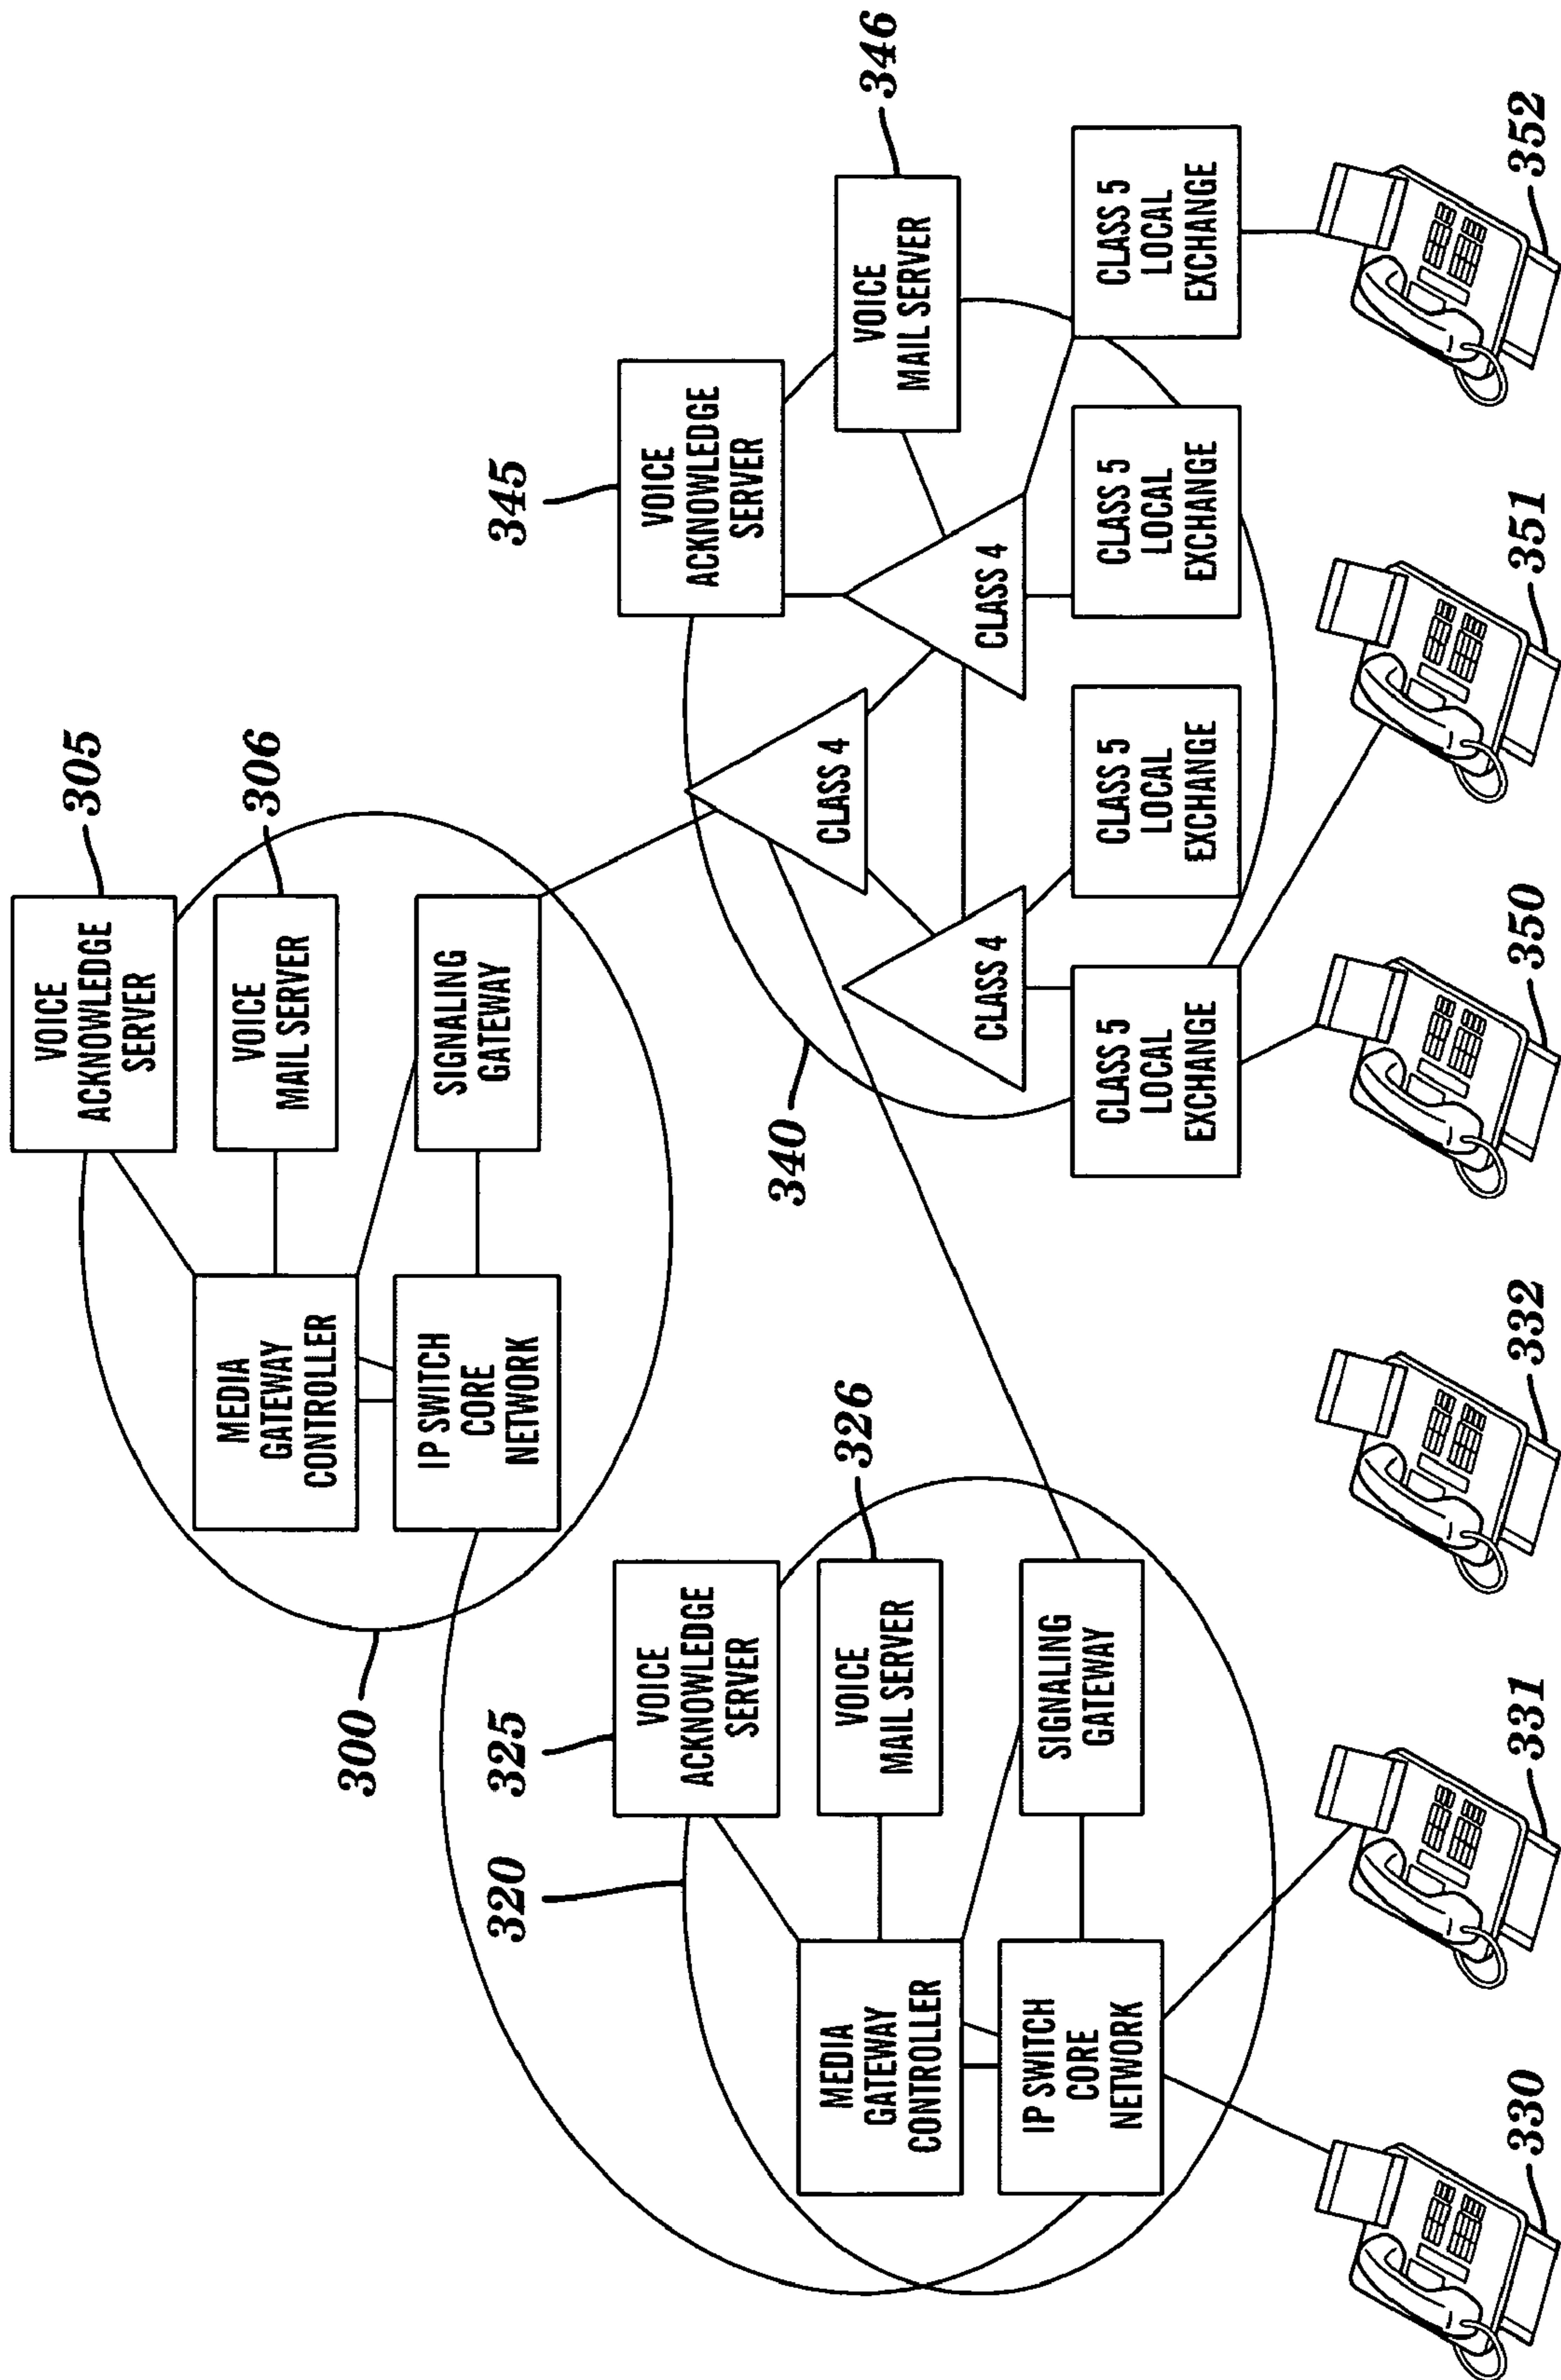 VOICE
ACKNOWLEDGE
SERVER
305
VOICE
MAIL SERVER
306
MEDIA
GATEWAY
CONTROLLER
SIGNALING
GATEWAY
IP SWITCH
CORE
NETWORK
300
325
VOICE
ACKNOWLEDGE
SERVER
320
VOICE
MAIL SERVER
326
MEDIA
GATEWAY
CONTROLLER
SIGNALING
GATEWAY
IP SWITCH
CORE
NETWORK
345
VOICE
ACKNOWLEDGE
SERVER
VOICE
MAIL SERVER
346
340
CLASS 4
CLASS 4
CLASS 4
CLASS 5
LOCAL
EXCHANGE
CLASS 5
LOCAL
EXCHANGE
CLASS 5
LOCAL
EXCHANGE
CLASS 5
LOCAL
EXCHANGE
330
331
332
350
351
352